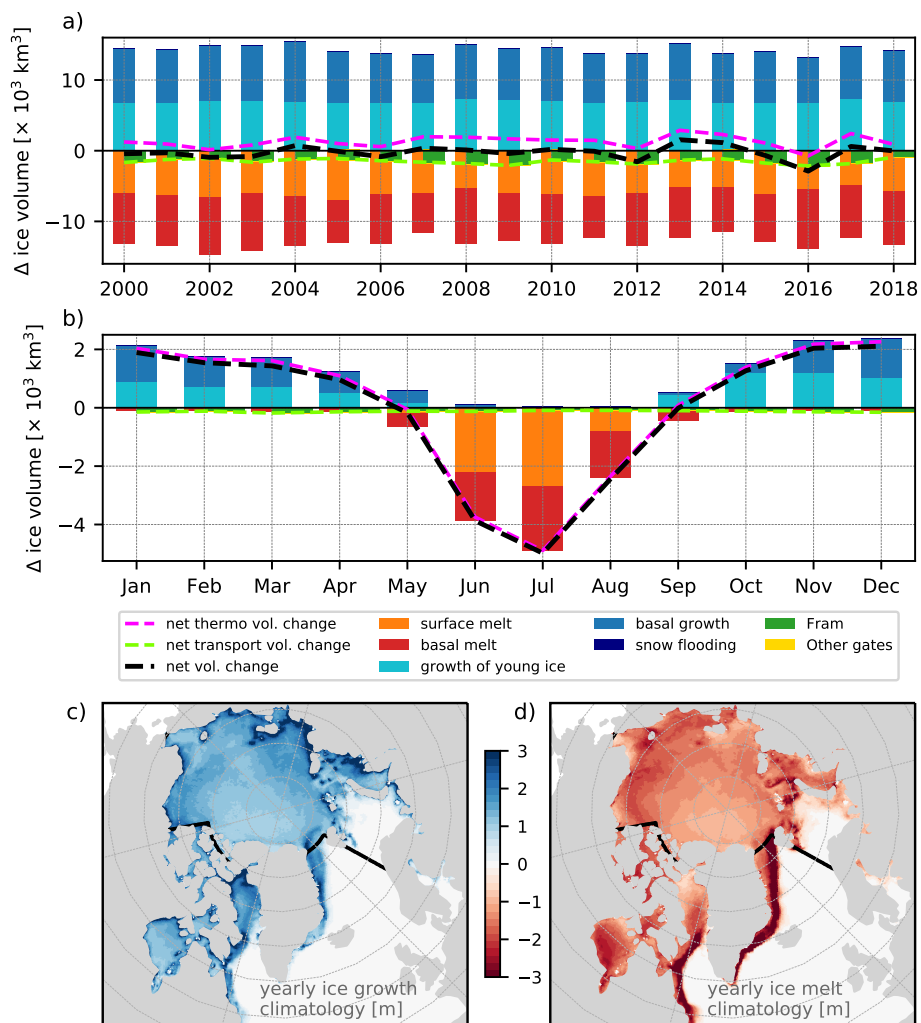 a)
Δ ice volume [× 10³ km³]
10
0
−10
2000 2002 2004 2006 2008 2010 2012 2014 2016 2018
b)
Δ ice volume [× 10³ km³]
2
0
−2
−4
Jan Feb Mar Apr May Jun Jul Aug Sep Oct Nov Dec
net thermo vol. change surface melt basal growth Fram
net transport vol. change basal melt snow flooding Other gates
net vol. change growth of young ice
c)
d)
3
2
1
0
−1
−2
−3
yearly ice growth
climatology [m]
yearly ice melt
climatology [m]